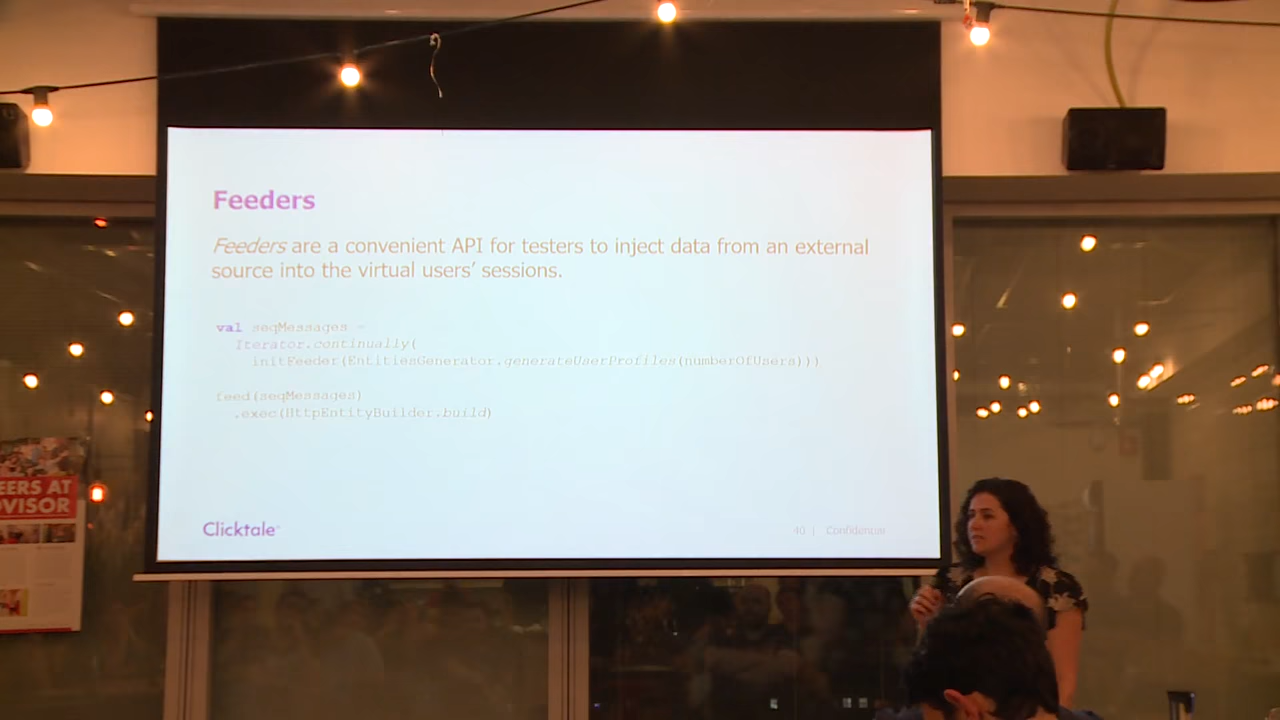 Feeders
Feeders are a convenient API for testers to inject data from an external
source into the virtual users' sessions.
val seqMessages =
Iterator.continually(
initFeeder(EntitiesGenerator.generateUserProfiles(numberOfUsers)))
feed(seqMessages)
.exec(HttpEntityBuilder.build)
Clicktale
40 | Confidential
EERS AT
VISOR